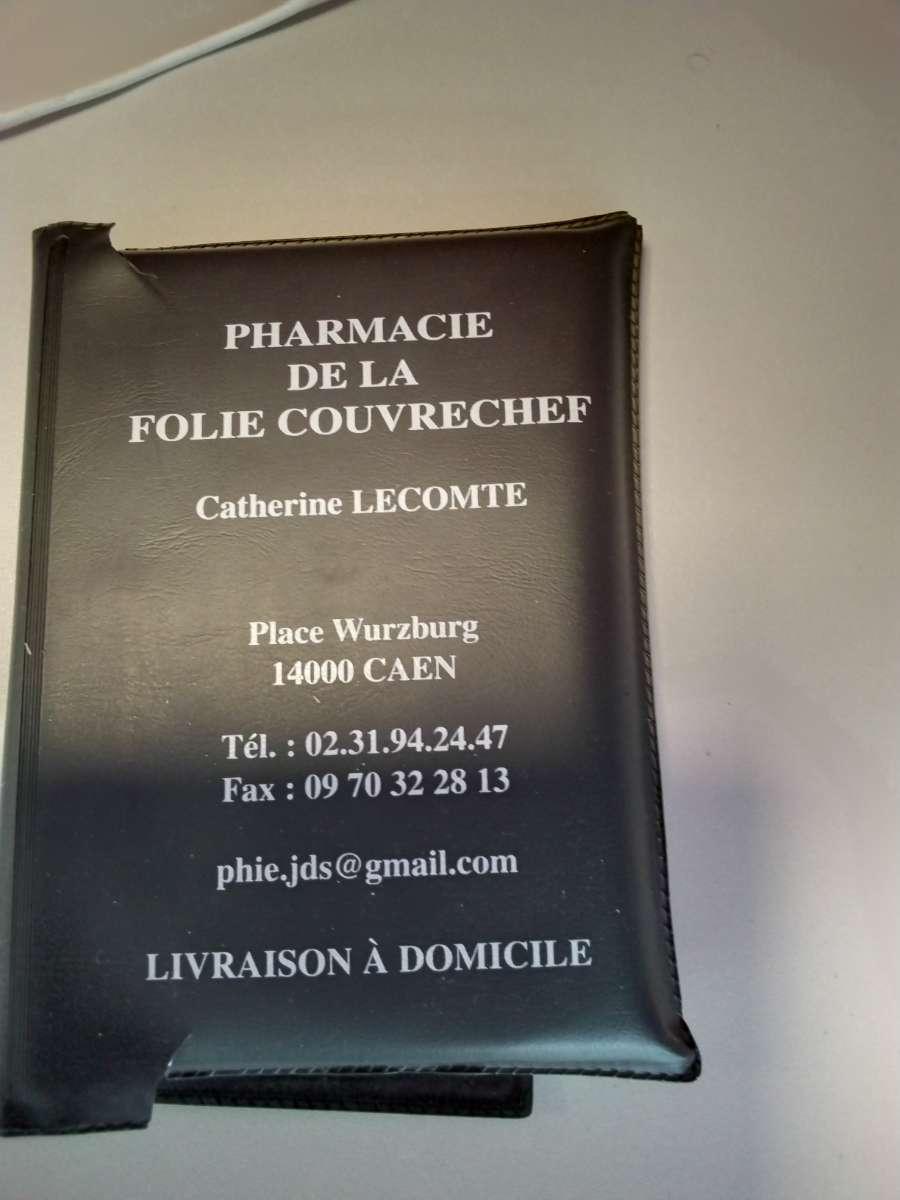 PHARMACIE
DE LA
FOLIE COUVRECHEF
Catherine LECOMTE
Place Wurzburg
14000 CAEN
Tél. : 02.31.94.24.47
Fax : 09 70 32 28 13
phie.jds@gmail.com
LIVRAISON À DOMICILE